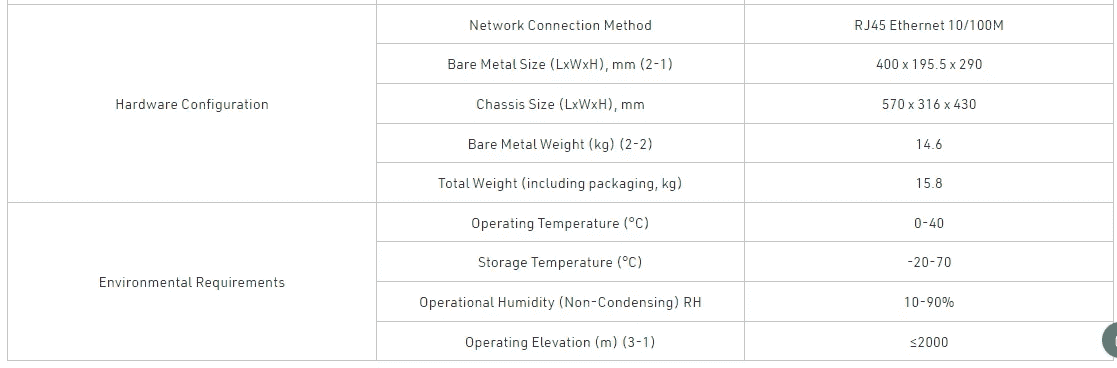 Network Connection Method RJ45 Ethernet 10/100M
Bare Metal Size (LxWxH), mm (2-1) 400 x 195.5 x 290
Hardware Configuration Chassis Size (LxWxH), mm 570 x 316 x 430
Bare Metal Weight (kg) (2-2) 14.6
Total Weight (including packaging, kg) 15.8
Operating Temperature (°C) 0-40
Storage Temperature (°C) -20-70
Environmental Requirements
Operational Humidity (Non-Condensing) RH 10-90%
Operating Elevation (m) (3-1) ≤2000